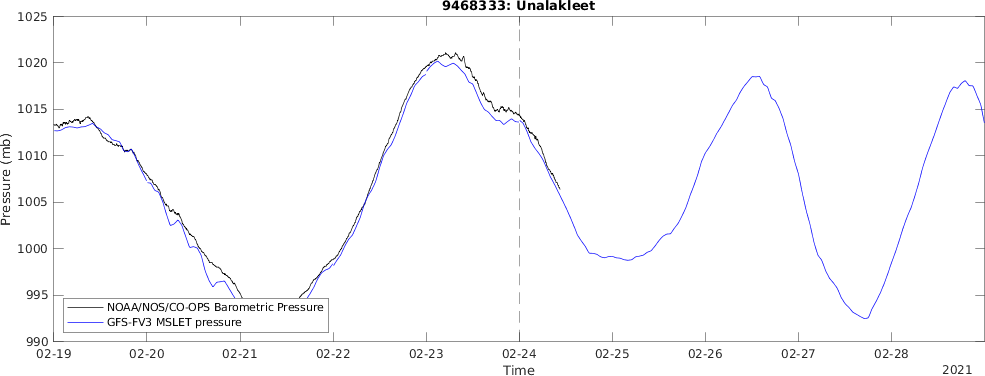 9468333: Unalakleet
1025
1020
1015
1010
1005
1000
995
990
Pressure (mb)
NOAA/NOS/CO-OPS Barometric Pressure
GFS-FV3 MSLET pressure
02-19 02-20 02-21 02-22 02-23 02-24 02-25 02-26 02-27 02-28
Time
2021